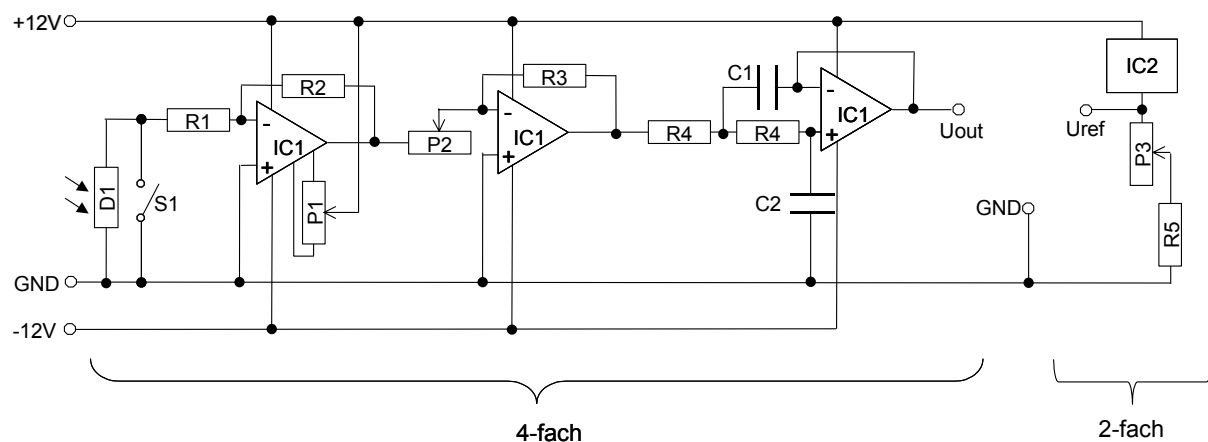 +12V
IC2
R2
R3
C1
-
R1
-
-
IC1
R4
R4
IC1
IC1
Uout
Uref
P2
+
+
+
P3
D1
S1
P1
C2
GND
R5
GND
-12V
4-fach
2-fach